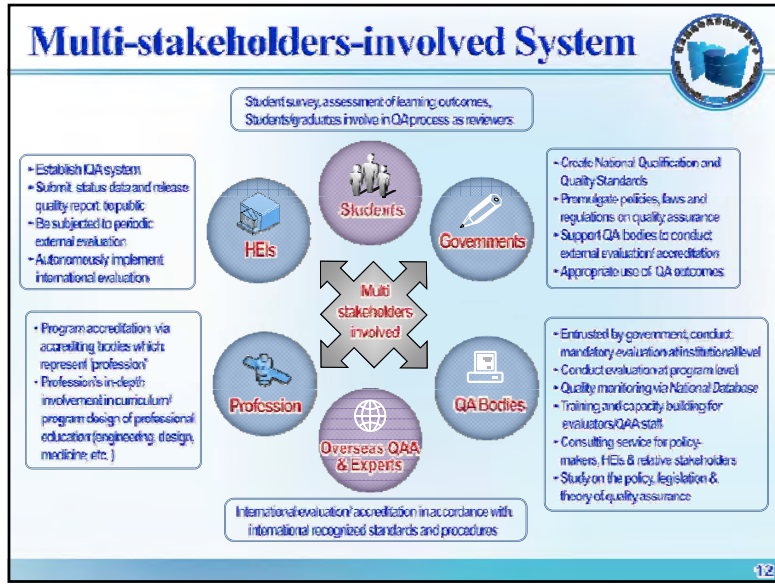 Multi-stakeholders-involved System
Student survey, assessment of learning outcomes,
Students/graduates involve in QA process as reviewers
- Establish IQA system
- Submit status data and release
quality report to public
- Be subjected to periodic
external evaluation
- Autonomously implement
international evaluation
HEIs
Students
Governments
- Create National Qualification and
Quality Standards
- Promulgate policies, laws and
regulations on quality assurance
- Support QA bodies to conduct
external evaluation/ accreditation
- Appropriate use of QA outcomes
Multi
stakeholders
involved
• Program accreditation via
accrediting bodies which
represent "profession"
• Profession's in-depth
involvement in curriculum/
program design of professional
education (engineering, design,
medicine, etc. )
Profession
Overseas QAA
& Experts
QA Bodies
- Entrusted by government, conduct
mandatory evaluation at institutional level
- Conduct evaluation at program level
- Quality monitoring via National Database
- Training and capacity building for
evaluators/QAA staff
- Consulting service for policy-
makers, HEIs & relative stakeholders
- Study on the policy, legislation &
theory of quality assurance
International evaluation/ accreditation in accordance with
international recognized standards and procedures
12